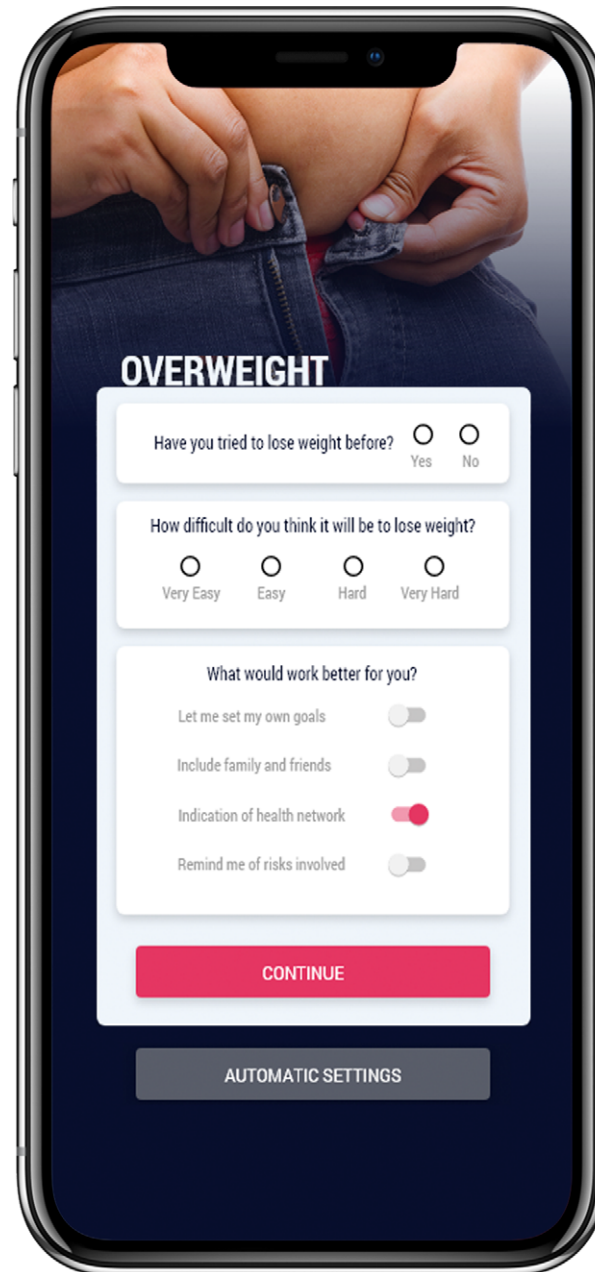 OVERWEIGHT
Have you tried to lose weight before?
Yes No
How difficult do you think it will be to lose weight?
Very Easy Easy Hard Very Hard
What would work better for you?
Let me set my own goals
Include family and friends
Indication of health network
Remind me of risks involved
CONTINUE
AUTOMATIC SETTINGS